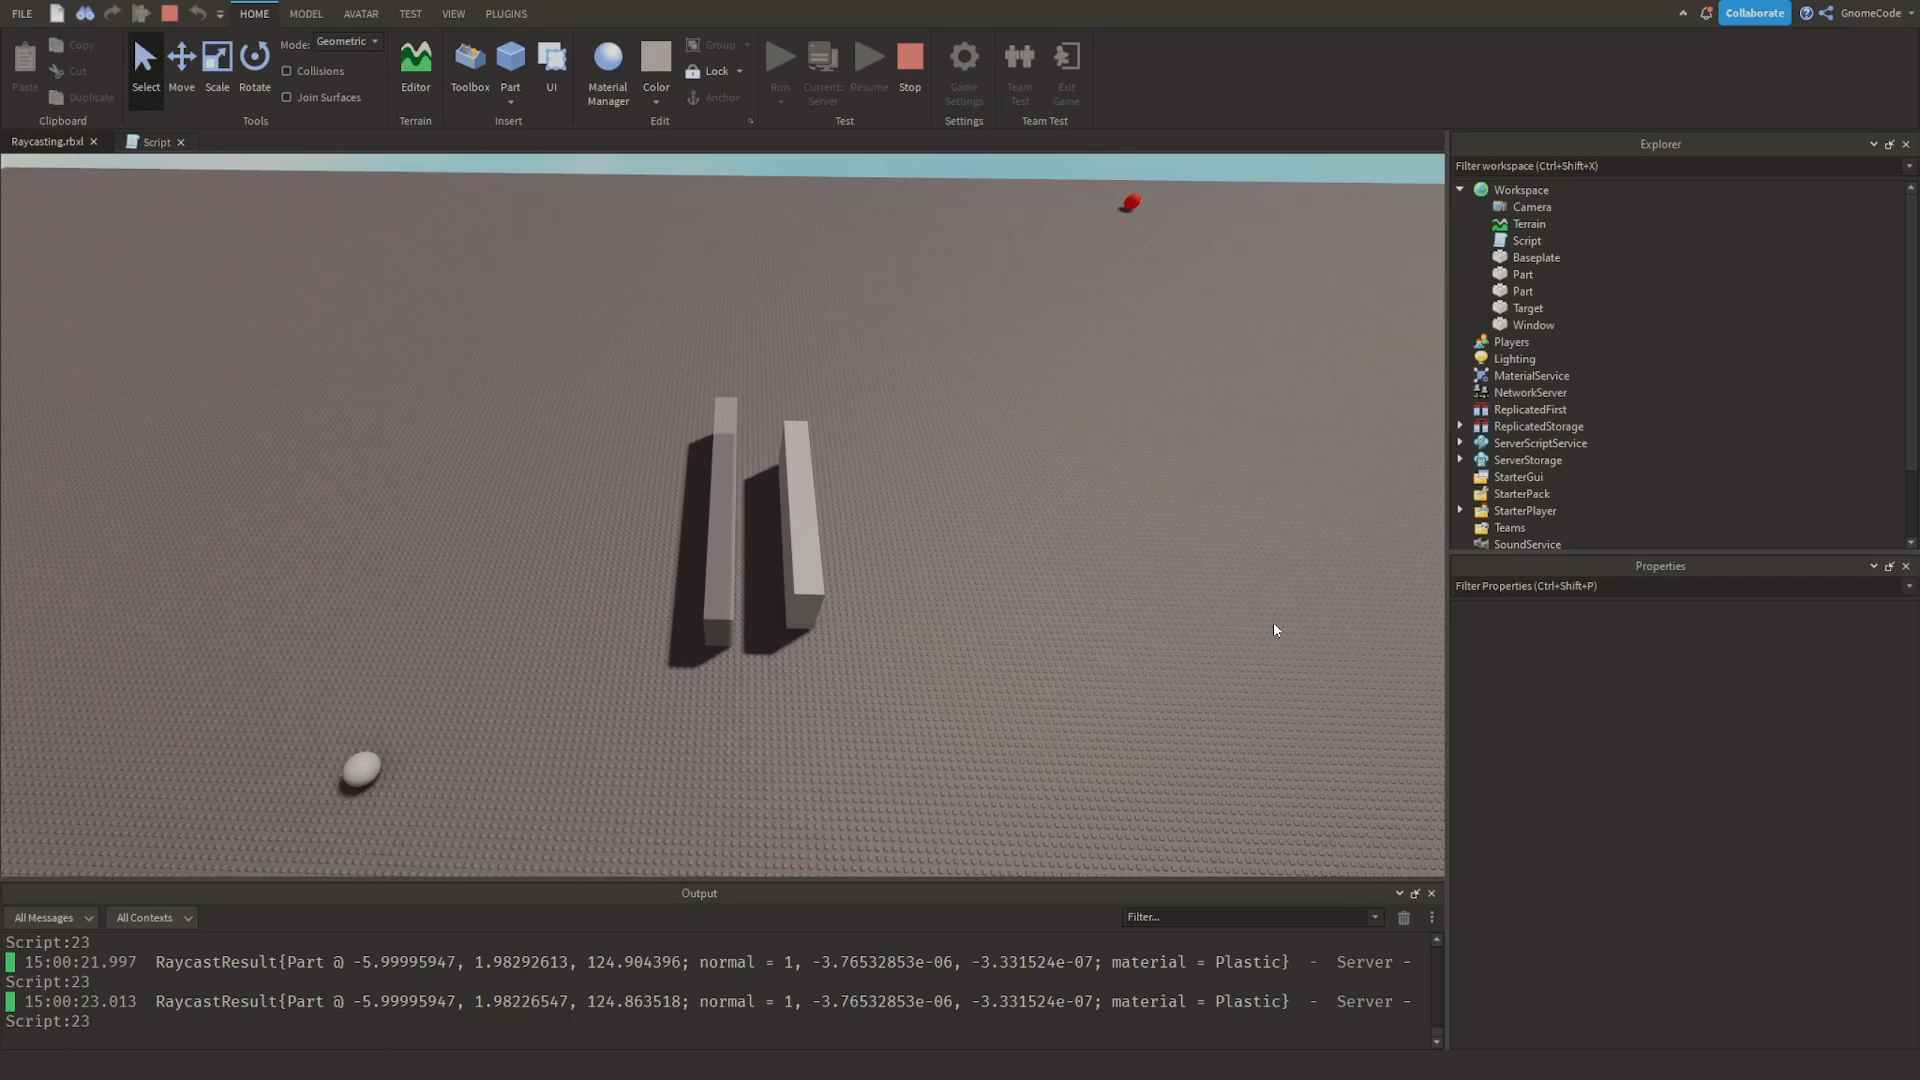 FILE HOME MODEL AVATAR TEST VIEW PLUGINS Collaborate GnomeCode
Paste Copy Cut Duplicate Clipboard
Select Move Scale Rotate Mode: Geometric Collisions Join Surfaces Tools
Editor Terrain
Toolbox Part UI Insert
Material Manager Color Group Lock Anchor Edit
Run Current: Server Resume Stop Test
Game Settings Settings
Team Test Exit Game Team Test
Raycasting.rbxl Script
Explorer
Filter workspace (Ctrl+Shift+X)
Workspace
Camera
Terrain
Script
Baseplate
Part
Part
Target
Window
Players
Lighting
MaterialService
NetworkServer
ReplicatedFirst
ReplicatedStorage
ServerScriptService
ServerStorage
StarterGui
StarterPack
StarterPlayer
Teams
SoundService
Properties
Filter Properties (Ctrl+Shift+P)
Output
All Messages All Contexts Filter...
Script:23
15:00:21.997 RaycastResult{Part @ -5.99995947, 1.98292613, 124.904396; normal = 1, -3.76532853e-06, -3.331524e-07; material = Plastic} - Server -
Script:23
15:00:23.013 RaycastResult{Part @ -5.99995947, 1.98226547, 124.863518; normal = 1, -3.76532853e-06, -3.331524e-07; material = Plastic} - Server -
Script:23